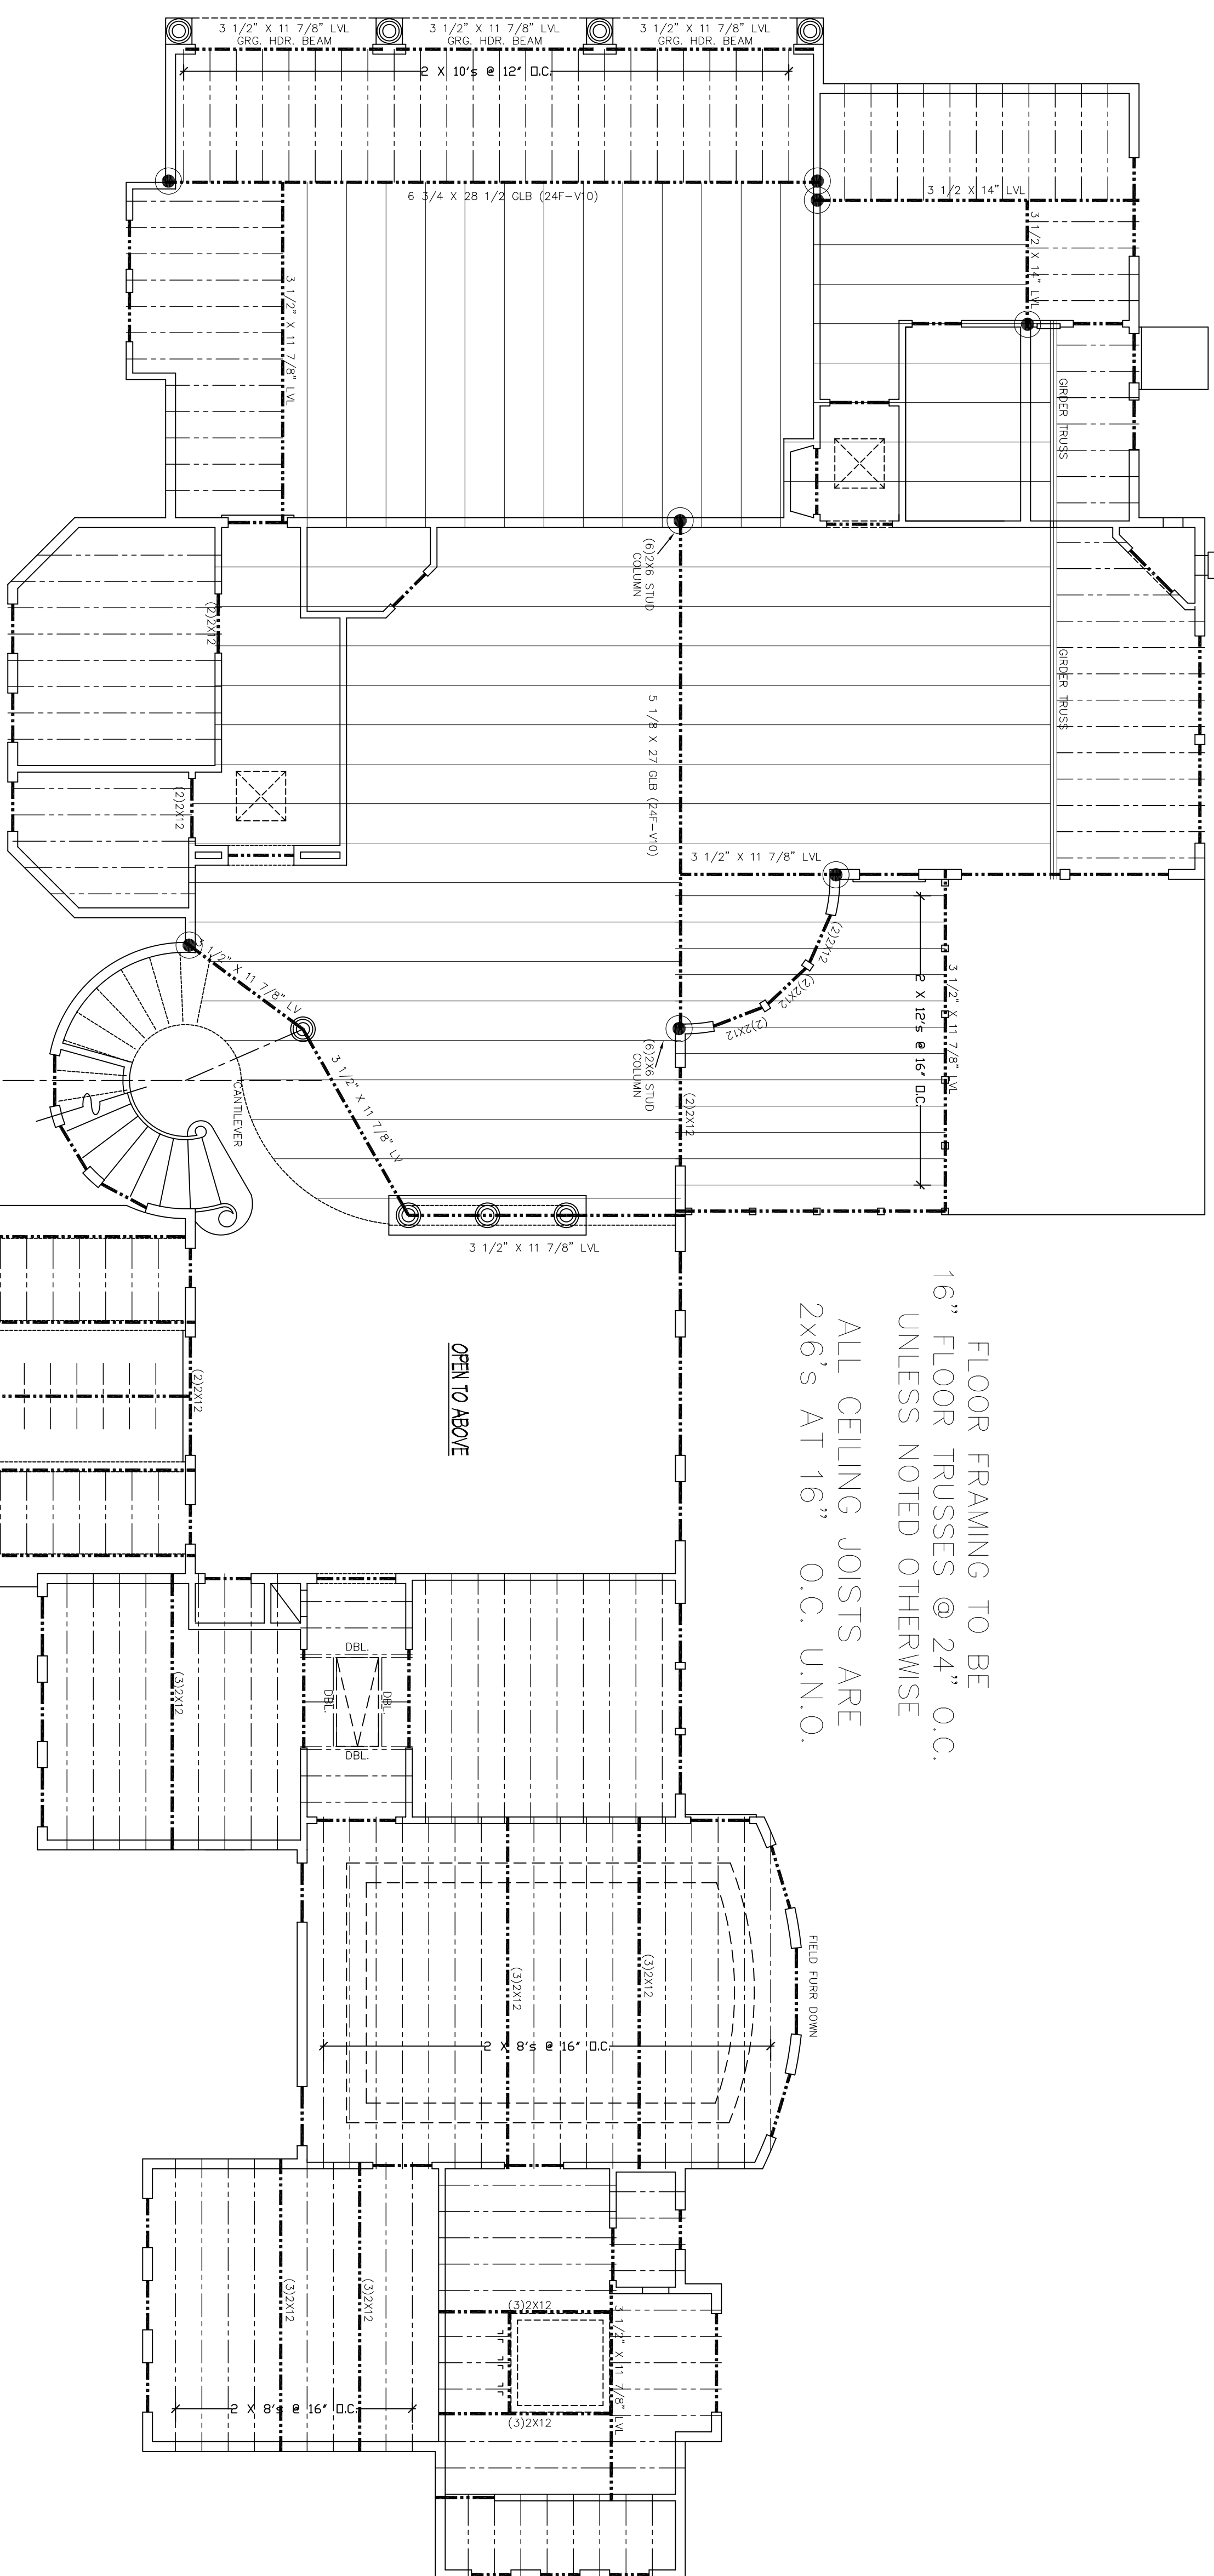 3 1/2" X 11 7/8" LVL
GRG. HDR. BEAM
3 1/2" X 11 7/8" LVL
GRG. HDR. BEAM
3 1/2" X 11 7/8" LVL
GRG. HDR. BEAM
2 X 10's @ 12" O.C.
6 3/4 X 28 1/2 GLB (24F-V10)
3 1/2 X 14" LVL
3 1/2 X 14" LVL
3 1/2" X 11 7/8" LVL
GIRDER TRUSS
(6)2X6 STUD
COLUMN
(2)2X12
GIRDER TRUSS
5 1/8 X 27 GLB (24F-V10)
(2)2X12
3 1/2" X 11 7/8" LVL
(2)2X12
(2)2X12
(2)2X12
3 1/2" X 11 7/8" LVL
2 X 12's @ 16" O.C.
3 1/2" X 11 7/8" LV
3 1/2" X 11 7/8" LV
(6)2X6 STUD
COLUMN
(2)2X12
CANTILEVER
3 1/2" X 11 7/8" LVL
FLOOR FRAMING TO BE
16" FLOOR TRUSSES @ 24" O.C.
UNLESS NOTED OTHERWISE
ALL CEILING JOISTS ARE
2x6's AT 16" O.C. U.N.O.
OPEN TO ABOVE
(2)2X12
DBL.
DBL.
DBL.
DBL.
(3)2X12
FIELD FURR DOWN
(3)2X12
(3)2X12
2 X 8's @ 16" O.C.
(3)2X12
(3)2X12
(3)2X12
3 1/2" X 11 7/8" LVL
(3)2X12
2 X 8's @ 16" O.C.